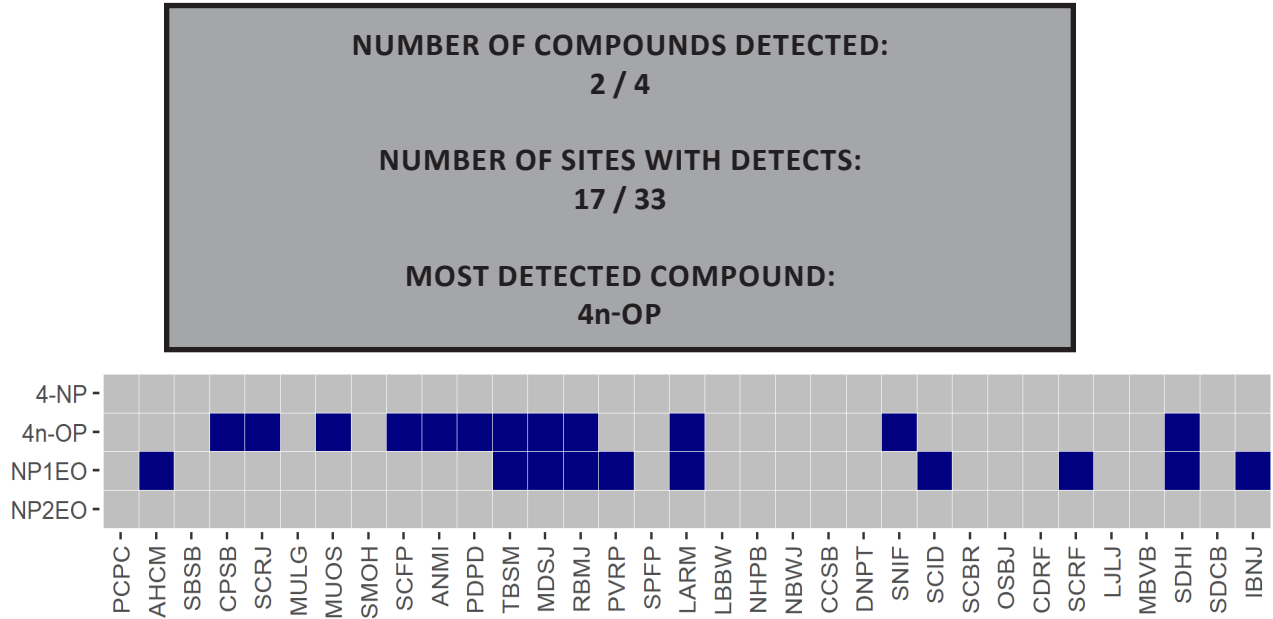 NUMBER OF COMPOUNDS DETECTED:
2 / 4
NUMBER OF SITES WITH DETECTS:
17 / 33
MOST DETECTED COMPOUND:
4n-OP
4-NP
4n-OP
NP1EO
NP2EO
PCPC
AHCM
SBSB
CPSB
SCRJ
MULG
MUOS
SMOH
SCFP
ANMI
PDPD
TBSM
MDSJ
RBMJ
PVRP
SPFP
LARM
LBBW
NHPB
NBWJ
CCSB
DNPT
SNIF
SCID
SCBR
OSBJ
CDRF
SCRF
LJLJ
MBVB
SDHI
SDCB
IBNJ